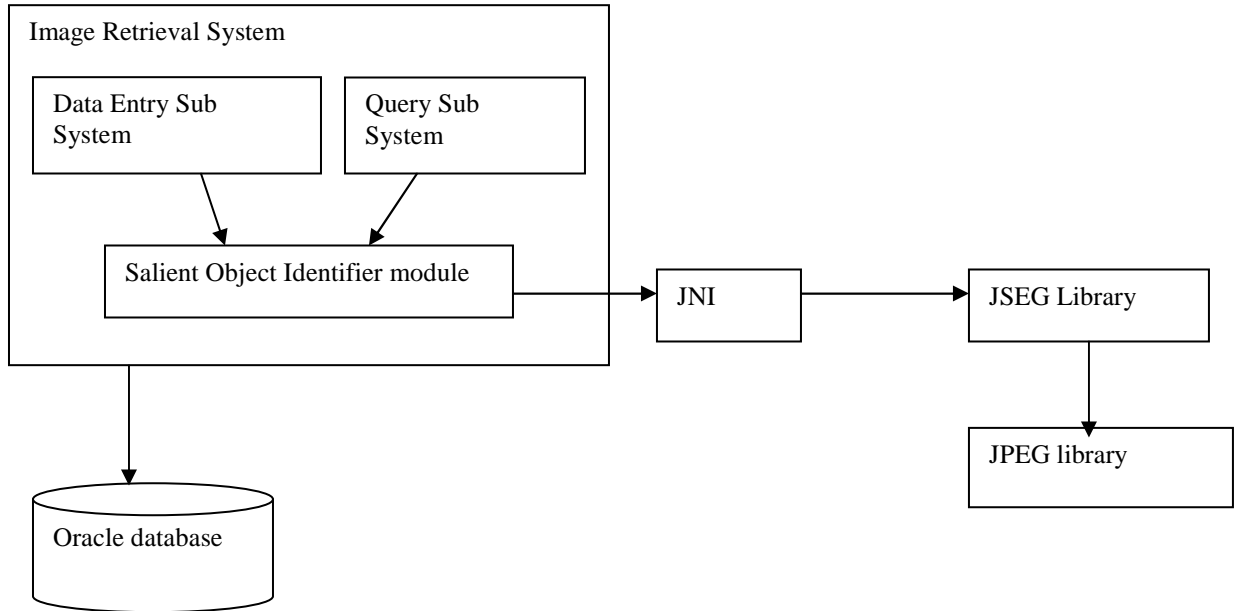 Image Retrieval System
Data Entry Sub
System
Query Sub
System
Salient Object Identifier module
JNI
JSEG Library
JPEG library
Oracle database